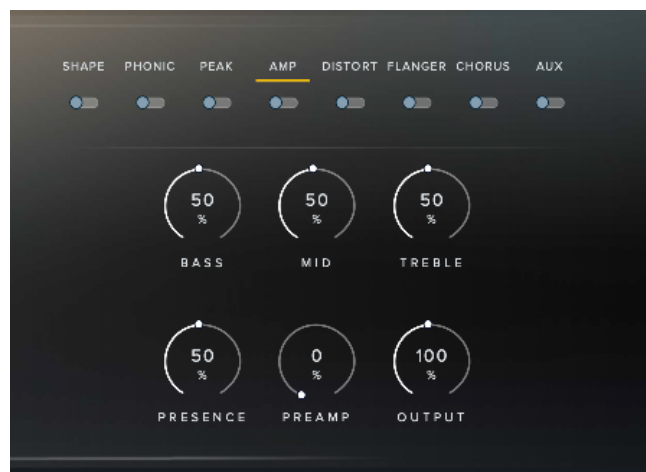 SHAPE PHONIC PEAK AMP DISTORT FLANGER CHORUS AUX
50 50 50
% % %
BASS MID TREBLE
50 0 100
% % %
PRESENCE PREAMP OUTPUT